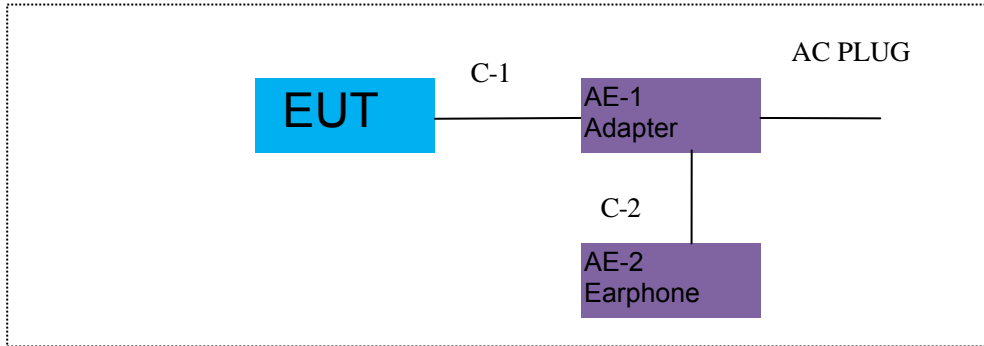 AC PLUG
C-1
EUT
AE-1
Adapter
C-2
AE-2
Earphone